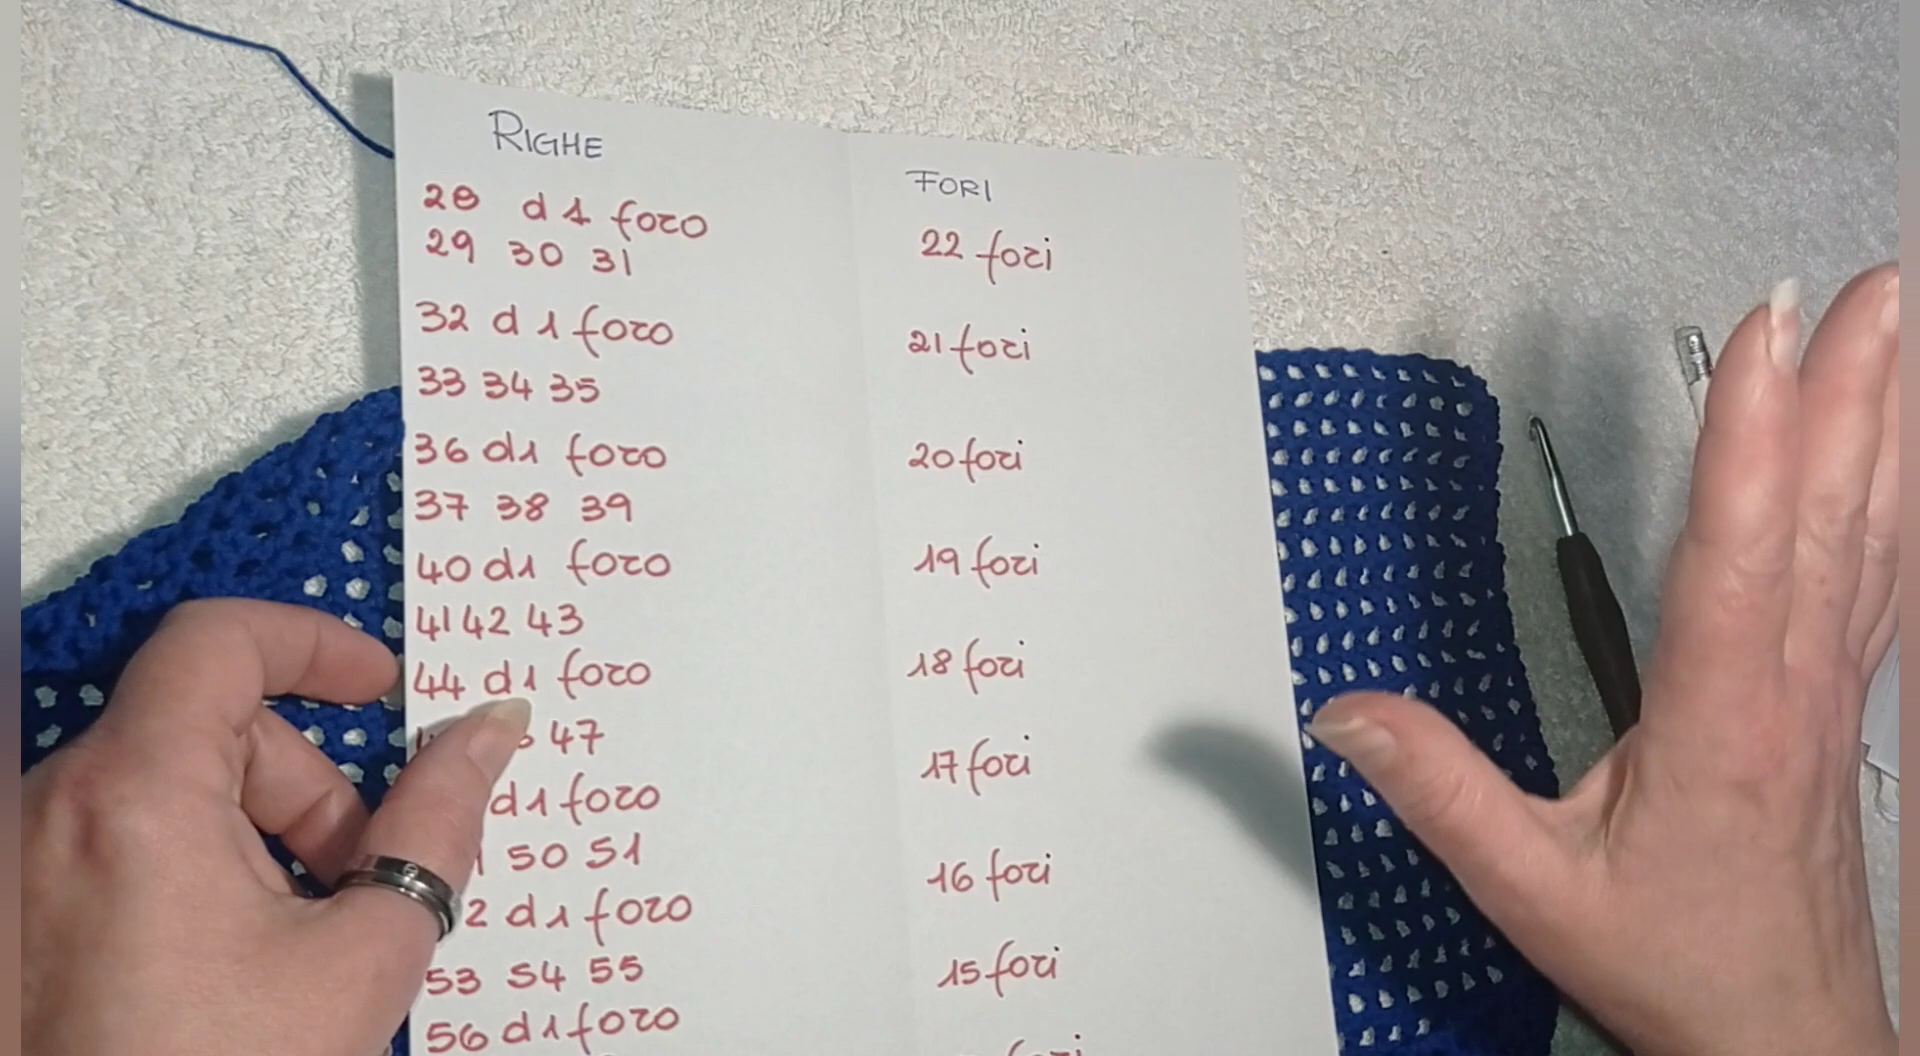 RIGHE
28 d 1 foro
29 30 31
32 d 1 foro
33 34 35
36 d1 foro
37 38 39
40 d1 foro
41 42 43
44 d1 foro
47
d1 foro
50 51
2 d1 foro
53 54 55
56 d1 foro
FORI
22 fori
21 fori
20 fori
19 fori
18 fori
17 fori
16 fori
15 fori